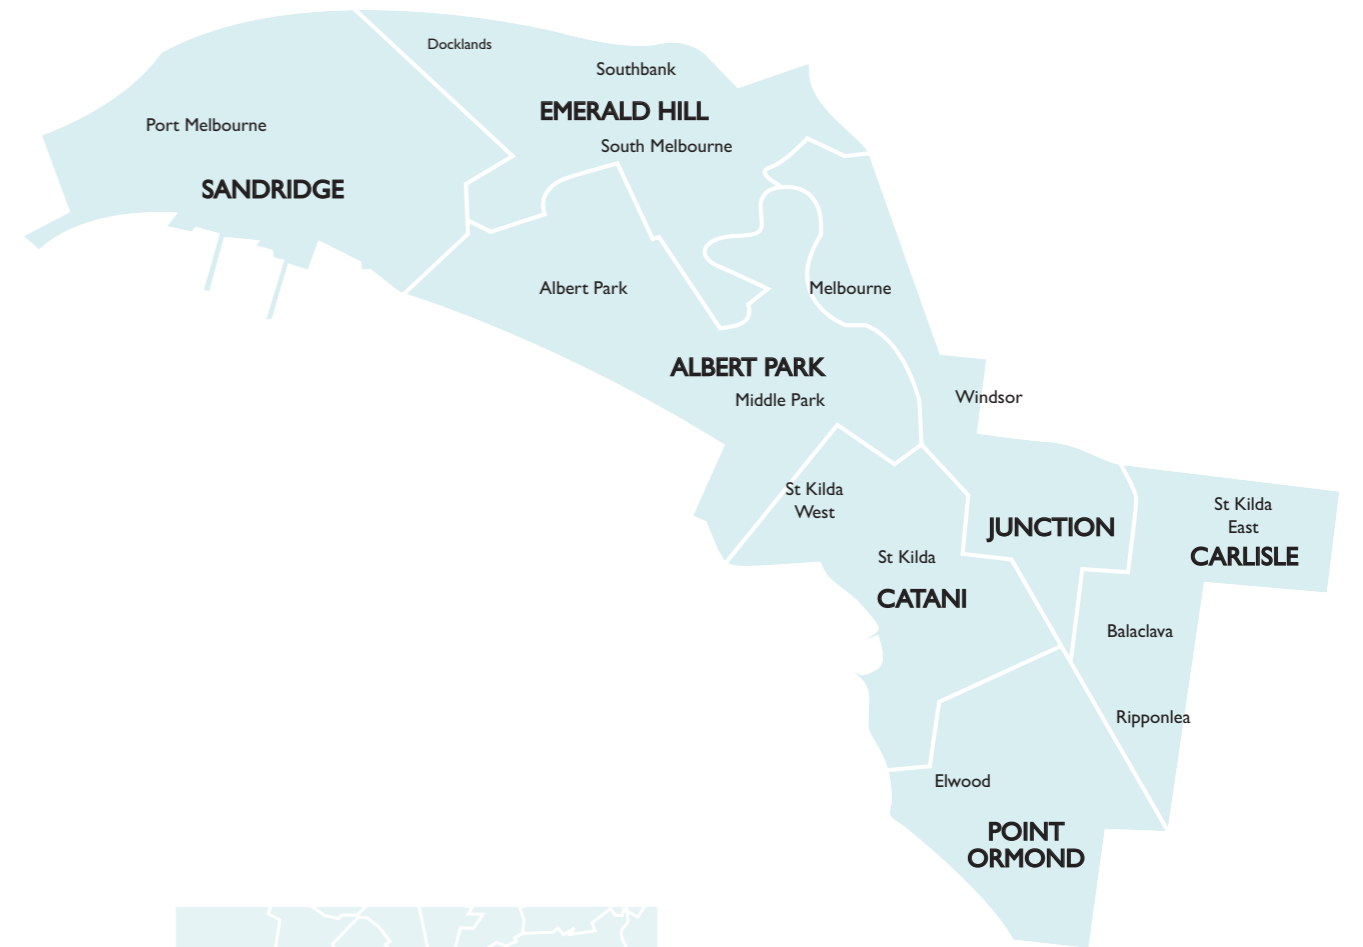 Docklands
Southbank
EMERALD HILL
South Melbourne
Port Melbourne
SANDRIDGE
Albert Park
Melbourne
ALBERT PARK
Middle Park
Windsor
St Kilda
West
St Kilda
East
JUNCTION
CARLISLE
St Kilda
CATANI
Balaclava
Ripponlea
Elwood
POINT
ORMOND